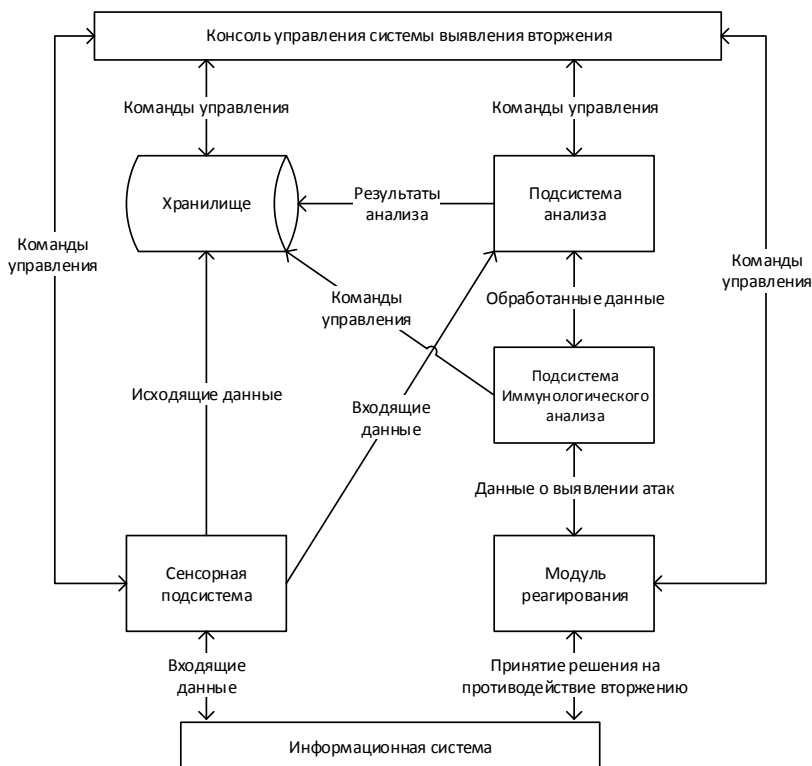 Консоль управления системы выявления вторжения
Команды управления
Команды управления
Хранилище
Результаты
анализа
Подсистема
анализа
Команды
управления
Команды
управления
Команды
управления
Обработанные данные
Подсистема
Иммунологического
анализа
Исходящие данные
Входящие
данные
Данные о выявлении атак
Сенсорная
подсистема
Модуль
реагирования
Входящие
данные
Принятие решения на
противодействие вторжению
Информационная система